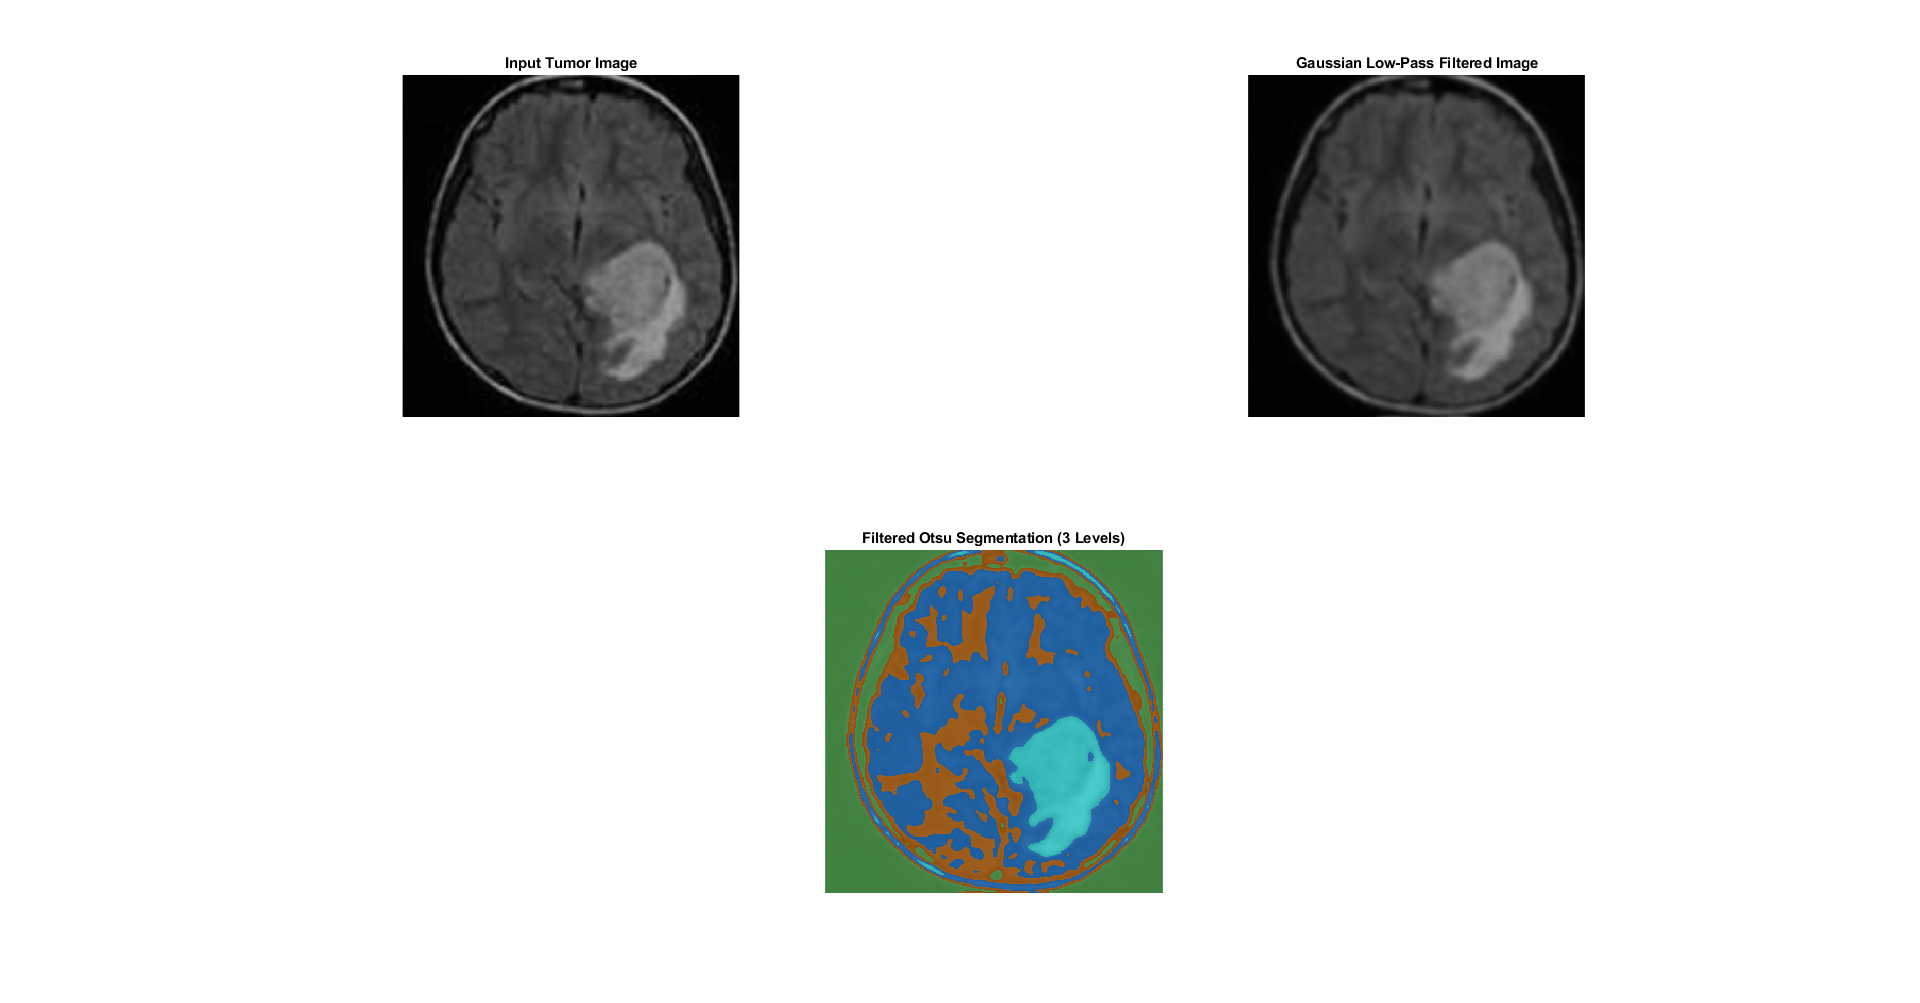 Input Tumor Image
Gaussian Low-Pass Filtered Image
Filtered Otsu Segmentation (3 Levels)